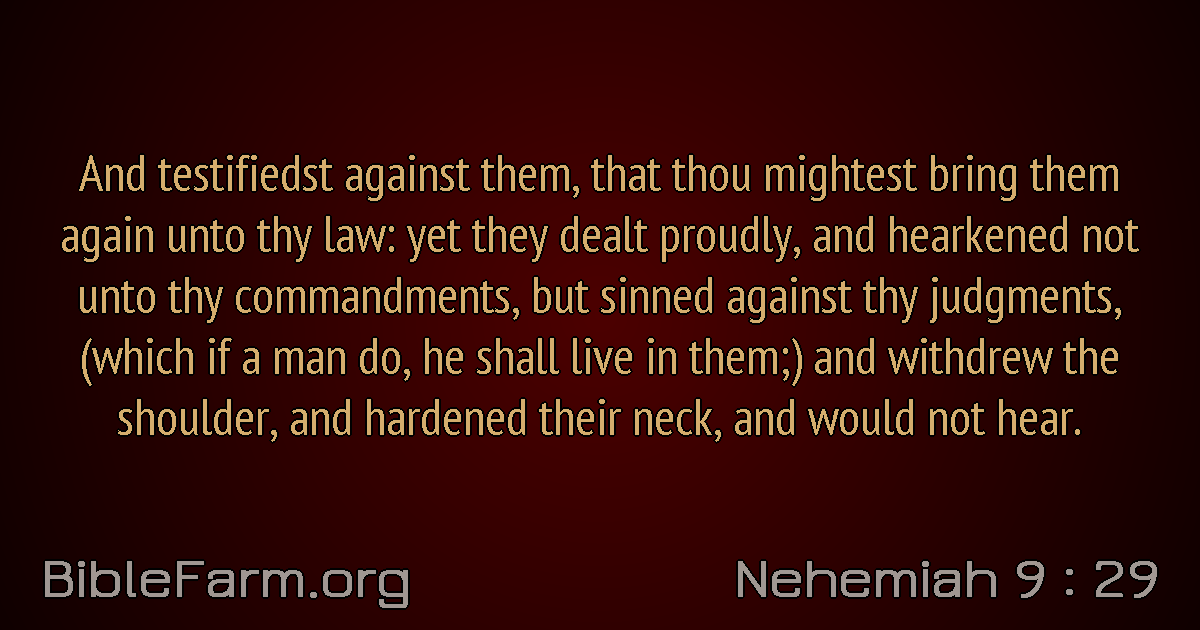 And testifiedst against them, that thou mightest bring them
again unto thy law: yet they dealt proudly, and hearkened not
unto thy commandments, but sinned against thy judgments,
(which if a man do, he shall live in them;) and withdrew the
shoulder, and hardened their neck, and would not hear.
BibleFarm.org
Nehemiah 9 : 29